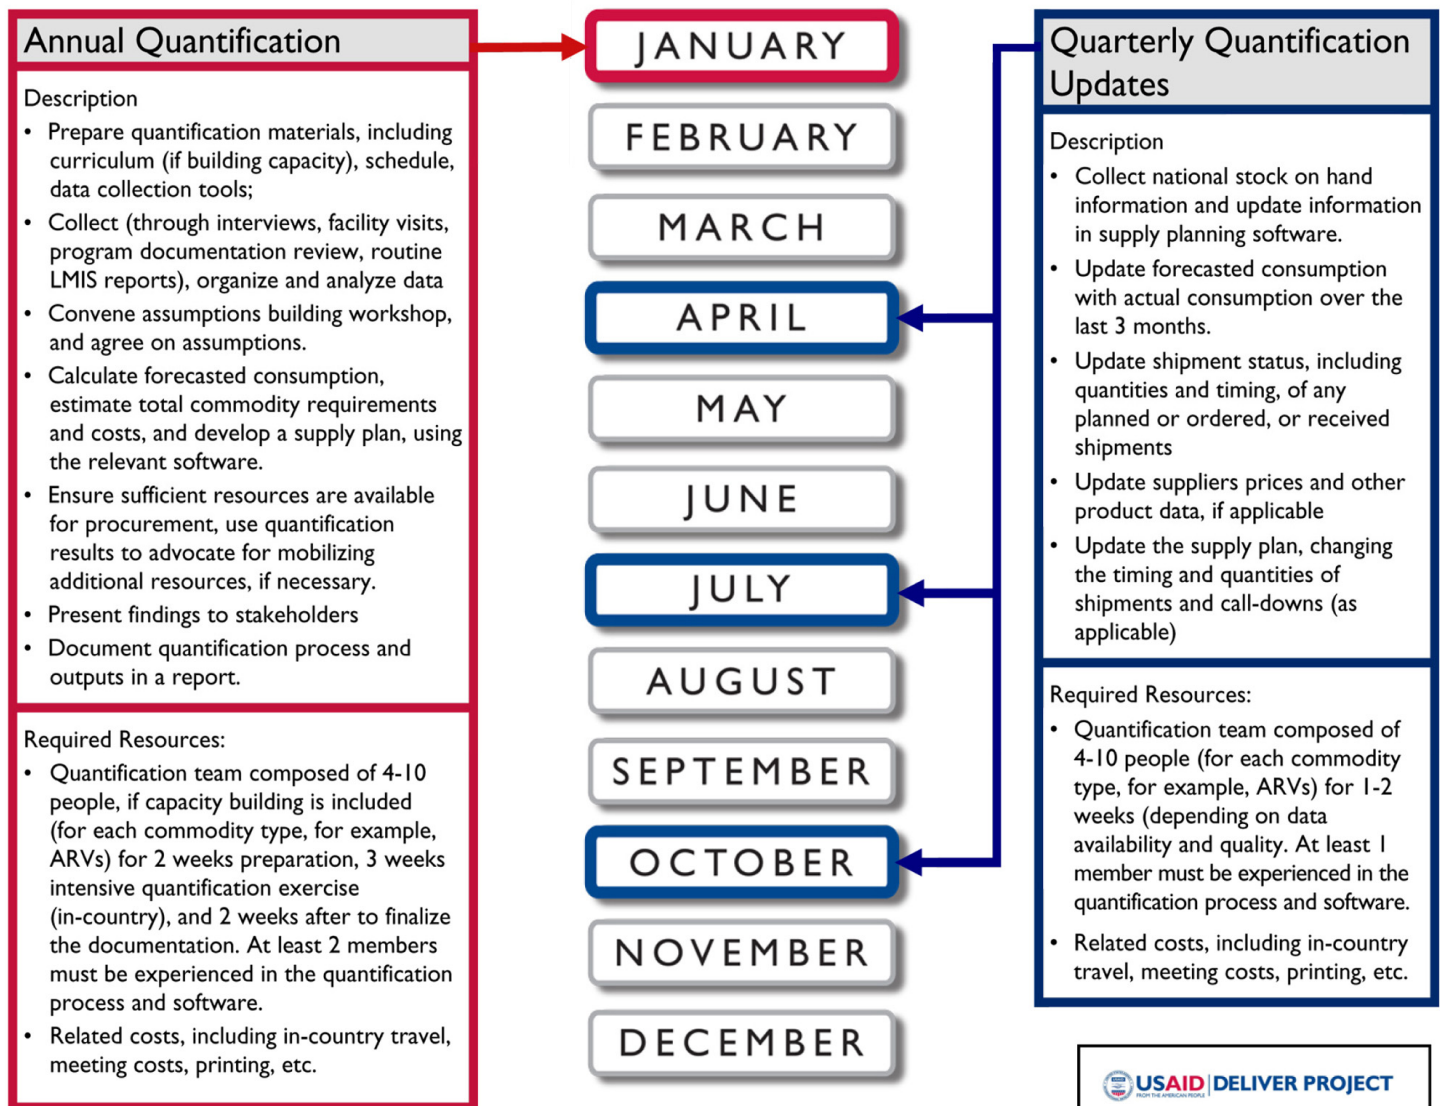 Annual Quantification
Description
• Prepare quantification materials, including
curriculum (if building capacity), schedule,
data collection tools;
• Collect (through interviews, facility visits,
program documentation review, routine
LMIS reports), organize and analyze data
• Convene assumptions building workshop,
and agree on assumptions.
• Calculate forecasted consumption,
estimate total commodity requirements
and costs, and develop a supply plan, using
the relevant software.
• Ensure sufficient resources are available
for procurement, use quantification
results to advocate for mobilizing
additional resources, if necessary.
• Present findings to stakeholders
• Document quantification process and
outputs in a report.
Required Resources:
• Quantification team composed of 4-10
people, if capacity building is included
(for each commodity type, for example,
ARVs) for 2 weeks preparation, 3 weeks
intensive quantification exercise
(in-country), and 2 weeks after to finalize
the documentation. At least 2 members
must be experienced in the quantification
process and software.
• Related costs, including in-country travel,
meeting costs, printing, etc.
JANUARY
FEBRUARY
MARCH
APRIL
MAY
JUNE
JULY
AUGUST
SEPTEMBER
OCTOBER
NOVEMBER
DECEMBER
Quarterly Quantification
Updates
Description
• Collect national stock on hand
information and update information
in supply planning software.
• Update forecasted consumption
with actual consumption over the
last 3 months.
• Update shipment status, including
quantities and timing, of any
planned or ordered, or received
shipments
• Update suppliers prices and other
product data, if applicable
• Update the supply plan, changing
the timing and quantities of
shipments and call-downs (as
applicable)
Required Resources:
• Quantification team composed of
4-10 people (for each commodity
type, for example, ARVs) for 1-2
weeks (depending on data
availability and quality. At least 1
member must be experienced in the
quantification process and software.
• Related costs, including in-country
travel, meeting costs, printing, etc.
USAID DELIVER PROJECT
FROM THE AMERICAN PEOPLE